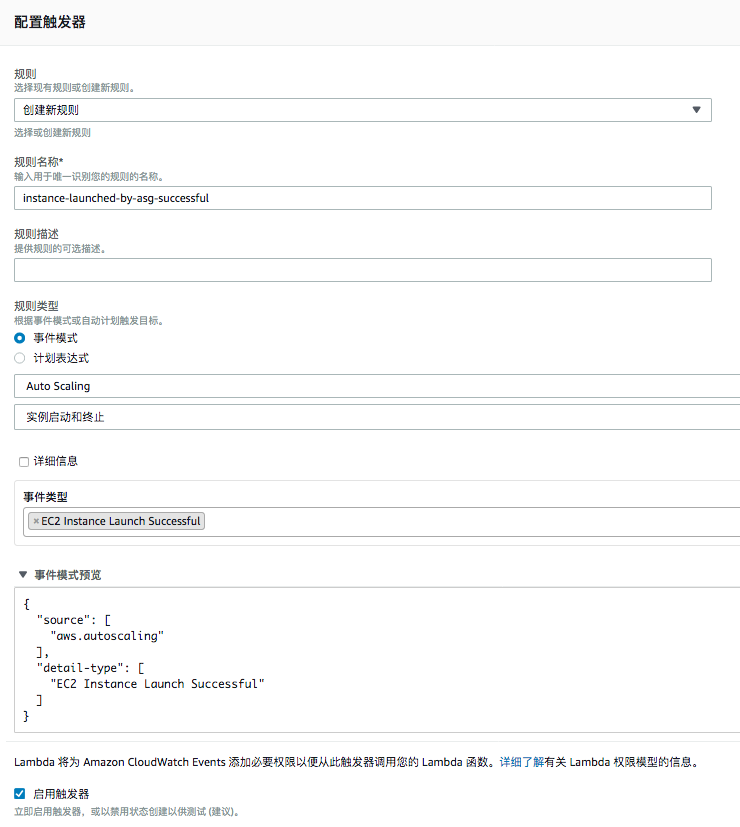 配置触发器
规则
选择现有规则或创建新规则。
创建新规则
选择或创建新规则
规则名称*
输入用于唯一识别您的规则的名称。
instance-launched-by-asg-successful
规则描述
提供规则的可选描述。
规则类型
根据事件模式或自动计划触发目标。
事件模式
计划表达式
Auto Scaling
实例启动和终止
详细信息
事件类型
×EC2 Instance Launch Successful
事件模式预览
{
"source": [
"aws.autoscaling"
],
"detail-type": [
"EC2 Instance Launch Successful"
]
}
Lambda 将为 Amazon CloudWatch Events 添加必要权限以便从此触发器调用您的 Lambda 函数。详细了解有关 Lambda 权限模型的信息。
启用触发器
立即启用触发器，或以禁用状态创建以供测试 (建议)。